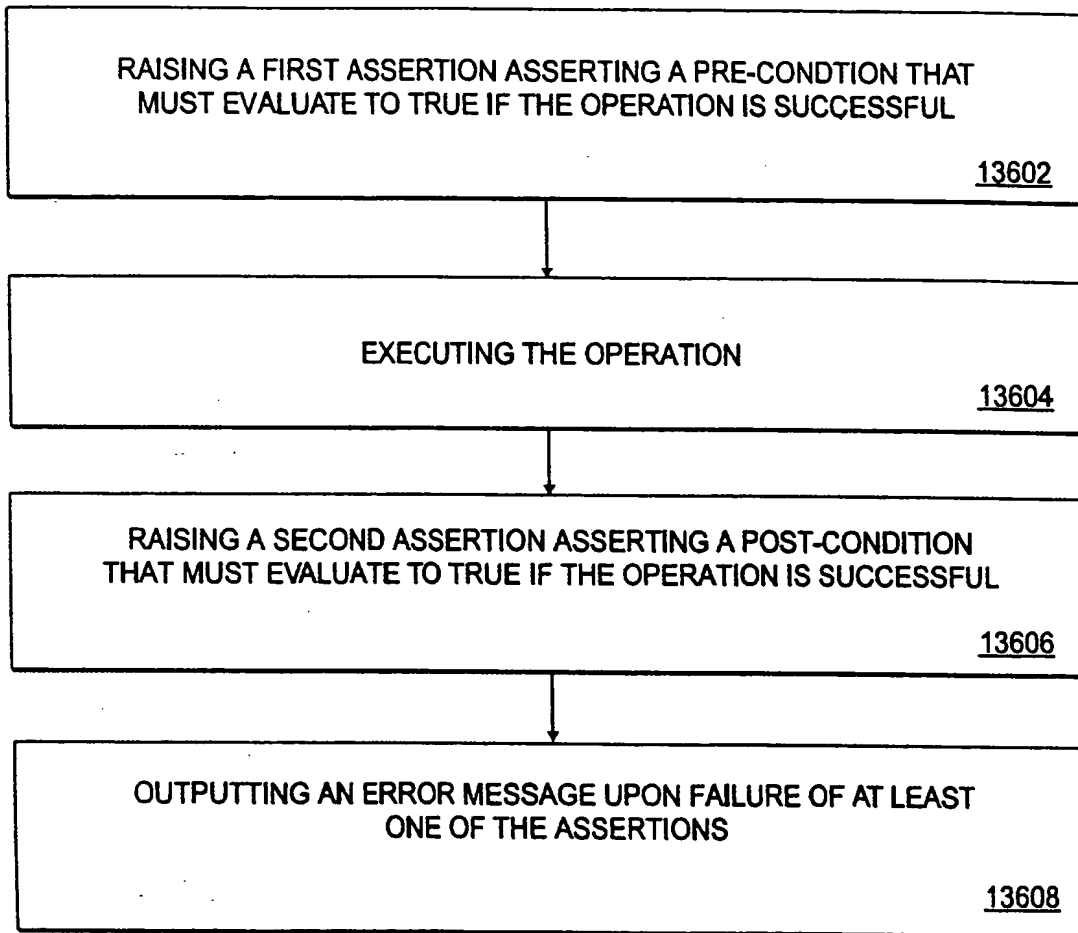 RAISING A FIRST ASSERTION ASSERTING A PRE-CONDTION THAT
MUST EVALUATE TO TRUE IF THE OPERATION IS SUCCESSFUL
13602
EXECUTING THE OPERATION
13604
RAISING A SECOND ASSERTION ASSERTING A POST-CONDITION
THAT MUST EVALUATE TO TRUE IF THE OPERATION IS SUCCESSFUL
13606
OUTPUTTING AN ERROR MESSAGE UPON FAILURE OF AT LEAST
ONE OF THE ASSERTIONS
13608